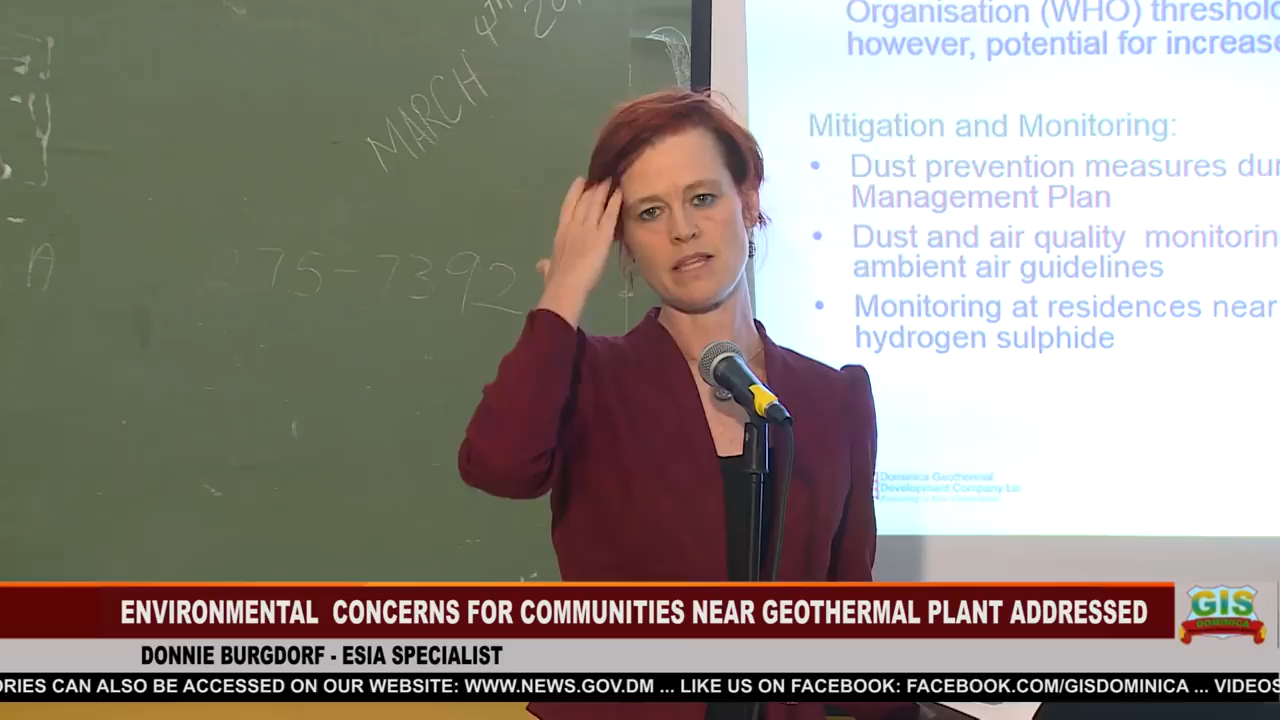 MARCH
4TH
275-7392
A
Organisation (WHO) threshol
however, potential for increase
Mitigation and Monitoring:
• Dust prevention measures du
Management Plan
• Dust and air quality monitorin
ambient air guidelines
• Monitoring at residences near
hydrogen sulphide
Dominica Geothermal
Development Company Ltd
ENVIRONMENTAL CONCERNS FOR COMMUNITIES NEAR GEOTHERMAL PLANT ADDRESSED
GIS
DOMINICA
DONNIE BURGDORF - ESIA SPECIALIST
ORIES CAN ALSO BE ACCESSED ON OUR WEBSITE: WWW.NEWS.GOV.DM ... LIKE US ON FACEBOOK: FACEBOOK.COM/GISDOMINICA ... VIDEOS